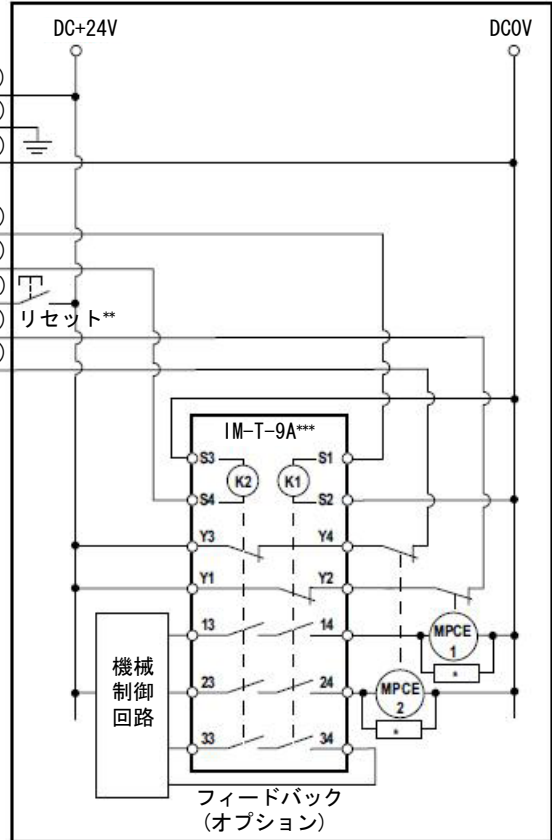 DC+24V DC0V
リセット**
IM-T-9A***
S3 S1
K2 K1
S4 S2
Y3 Y4
Y1 Y2
13 14
MPCE
1
*
機械
制御
回路
23 24
MPCE
2
*
33 34
フィードバック
(オプション)